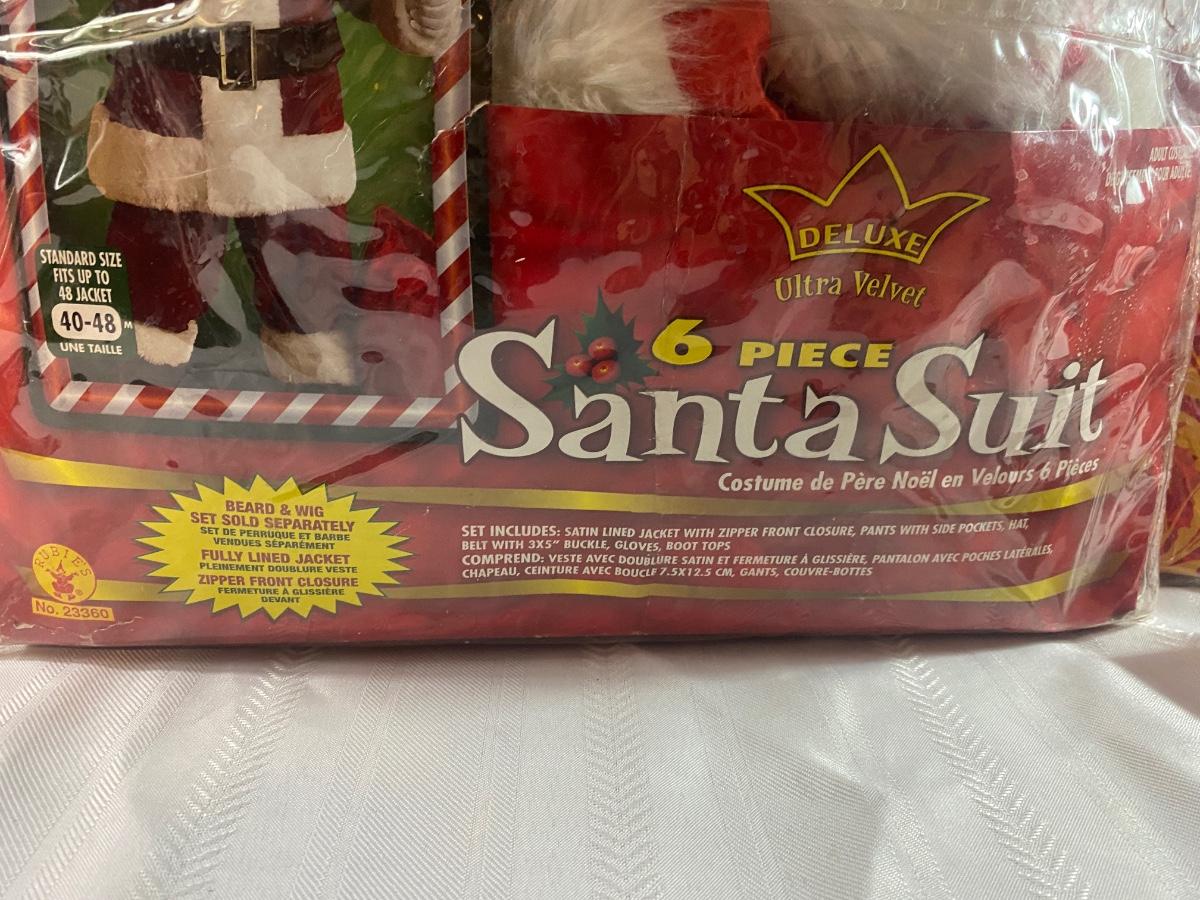 ADULT
POUR
DELUXE
Ultra Velvet
STANDARD SIZE
FITS UP TO
48 JACKET
40-48
UNE TAILLE
6 PIECE
Santa Suit
Costume de Père Noël en Velours 6 Pièces
BEARD & WIG
SET SOLD SEPARATELY
SET DE PERRUQUE ET BARBE
VENDUES SÉPARÉMENT
FULLY LINED JACKET
PLEINEMENT DOUBLURE VESTE
ZIPPER FRONT CLOSURE
FERMETURE À GLISSIÈRE
DEVANT
SET INCLUDES: SATIN LINED JACKET WITH ZIPPER FRONT CLOSURE, PANTS WITH SIDE POCKETS, HAT,
BELT WITH 3X5" BUCKLE, GLOVES, BOOT TOPS
COMPREND: VESTE AVEC DOUBLURE SATIN ET FERMETURE À GLISSIÈRE, PANTALON AVEC POCHES LATÉRALES,
CHAPEAU, CEINTURE AVEC BOUCLE 7.5X12.5 CM, GANTS, COUVRE-BOTTES
RUBIE'S
No. 23360